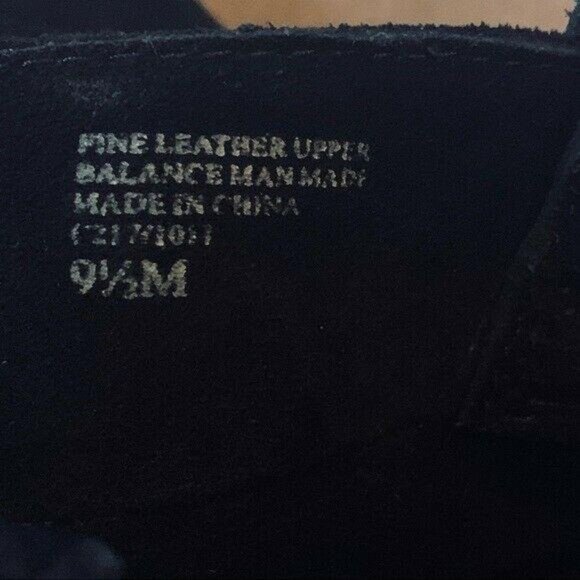 FINE LEATHER UPPER
BALANCE MAN MADE
MADE IN CHINA
9½M